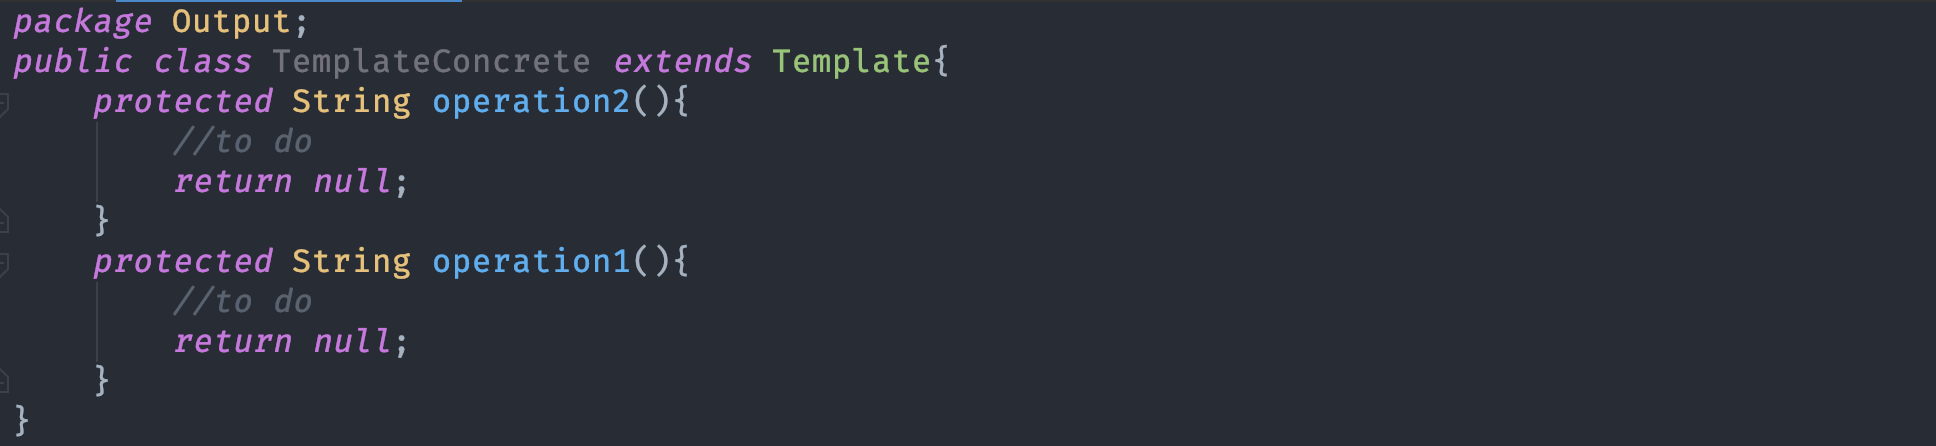 package Output;
public class TemplateConcrete extends Template{
    protected String operation2(){
        //to do
        return null;
    }
    protected String operation1(){
        //to do
        return null;
    }
}